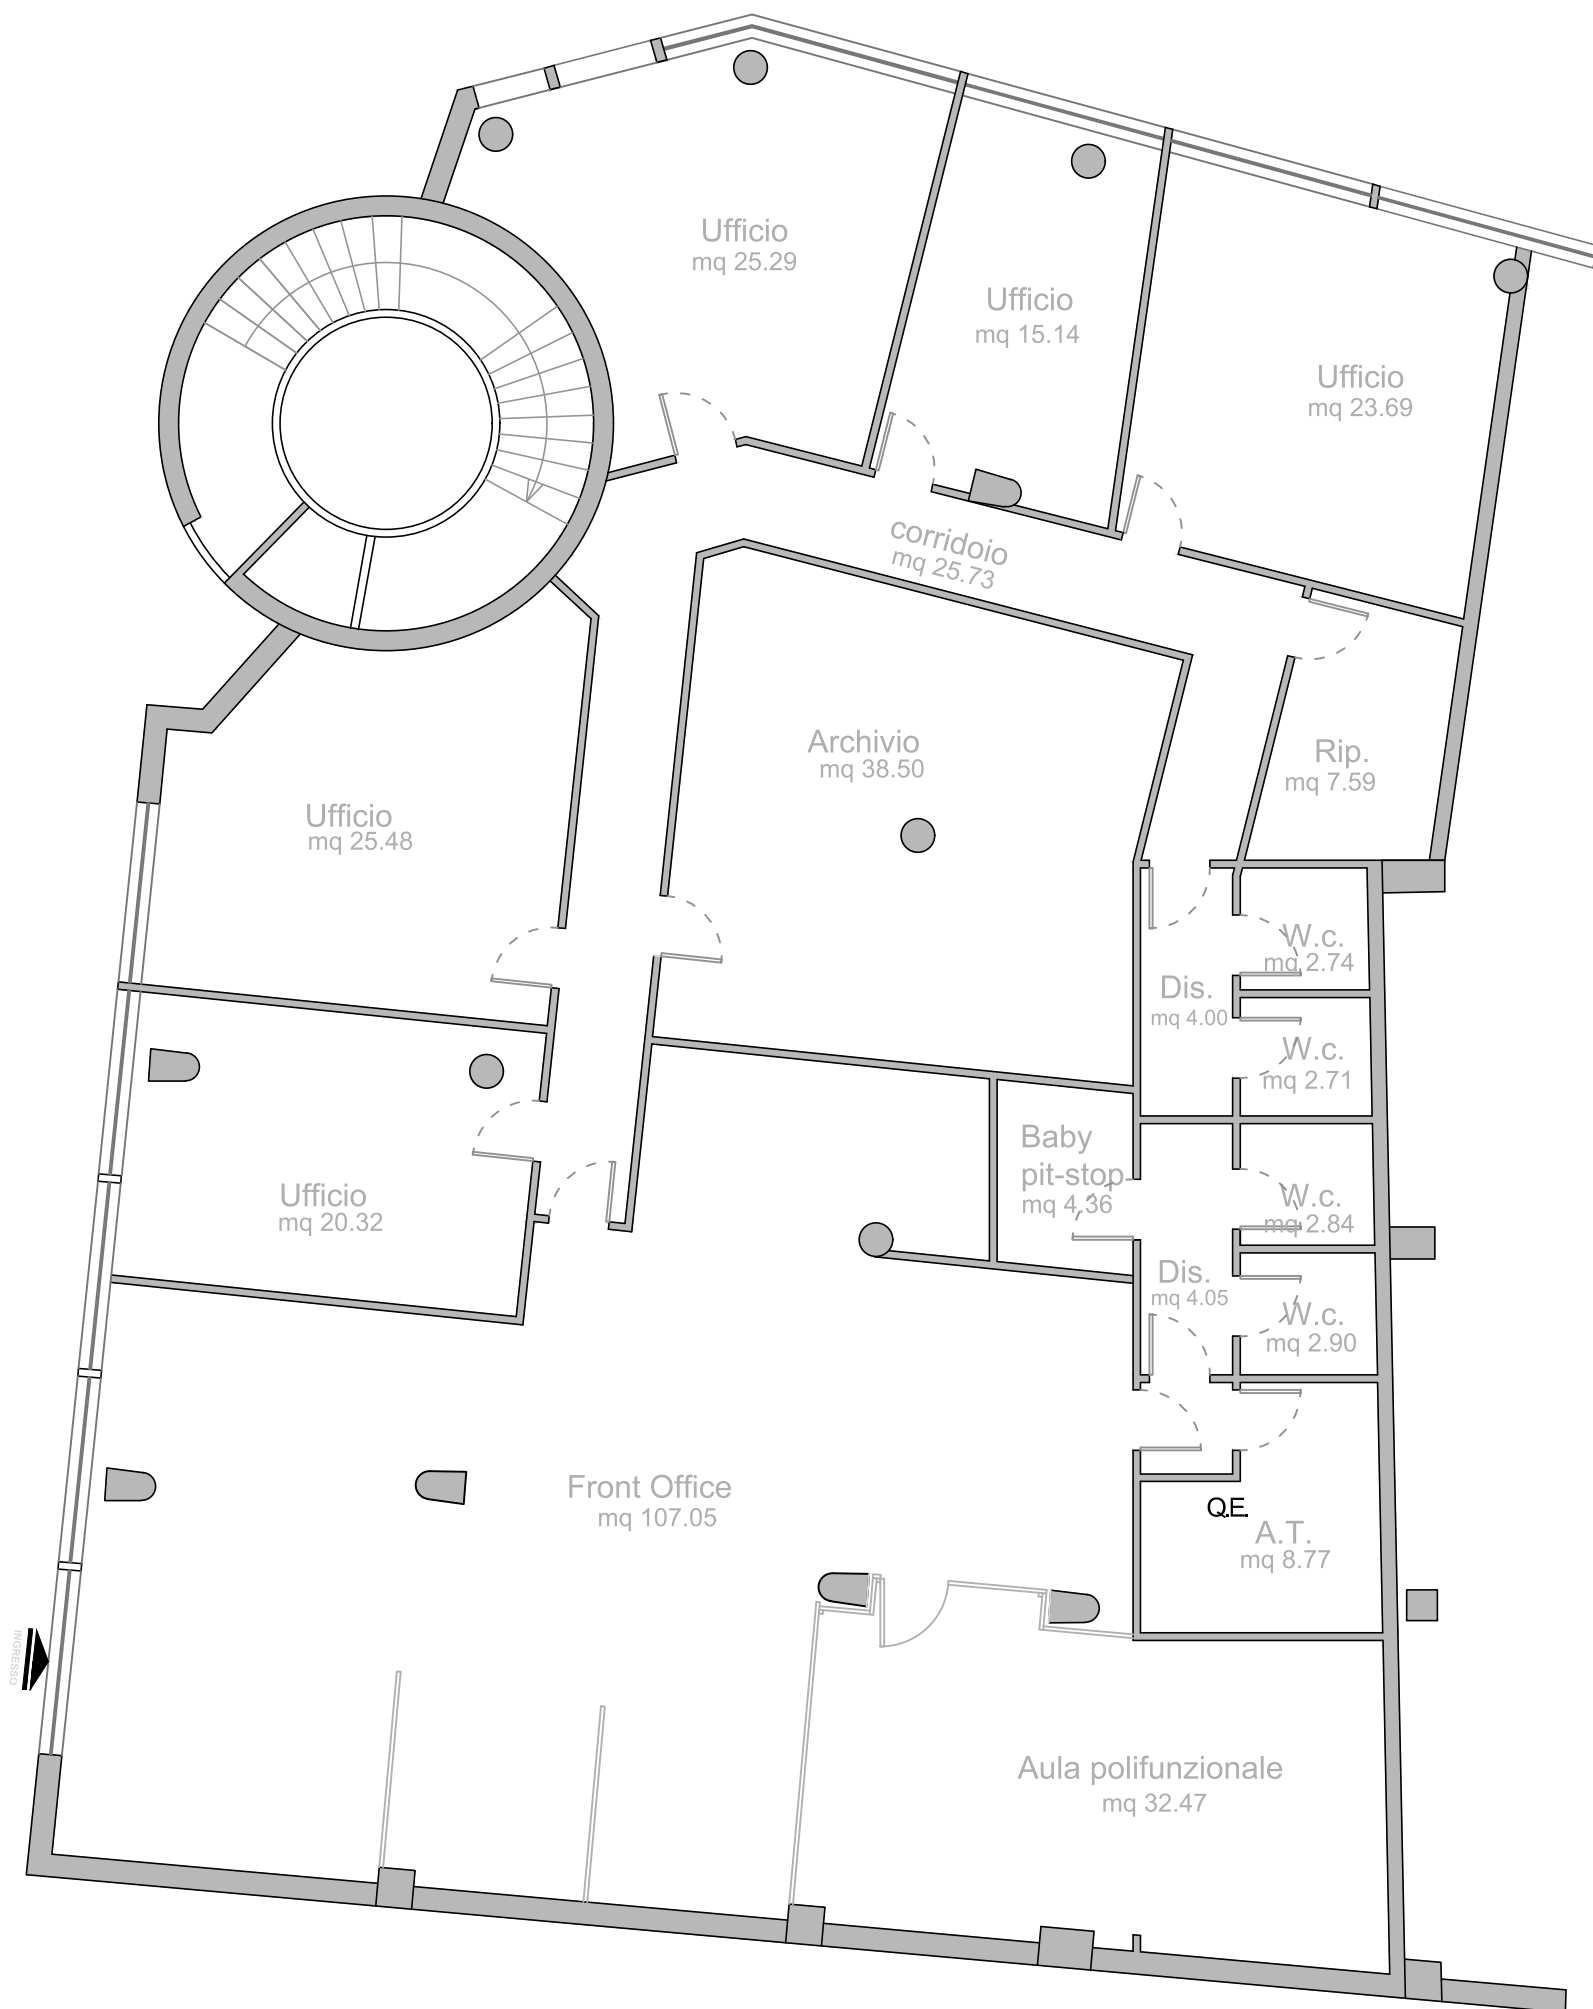 Ufficio
mq 25.29
Ufficio
mq 15.14
Ufficio
mq 23.69
corridoio
mq 25.73
Archivio
mq 38.50
Rip.
mq 7.59
Ufficio
mq 25.48
W.c.
mq 2.74
Dis.
mq 4.00
W.c.
mq 2.71
Baby
pit-stop
mq 4.36
Ufficio
mq 20.32
W.c.
mq 2.84
Dis.
mq 4.05
W.c.
mq 2.90
Front Office
mq 107.05
Q.E.
A.T.
mq 8.77
INGRESSO
Aula polifunzionale
mq 32.47